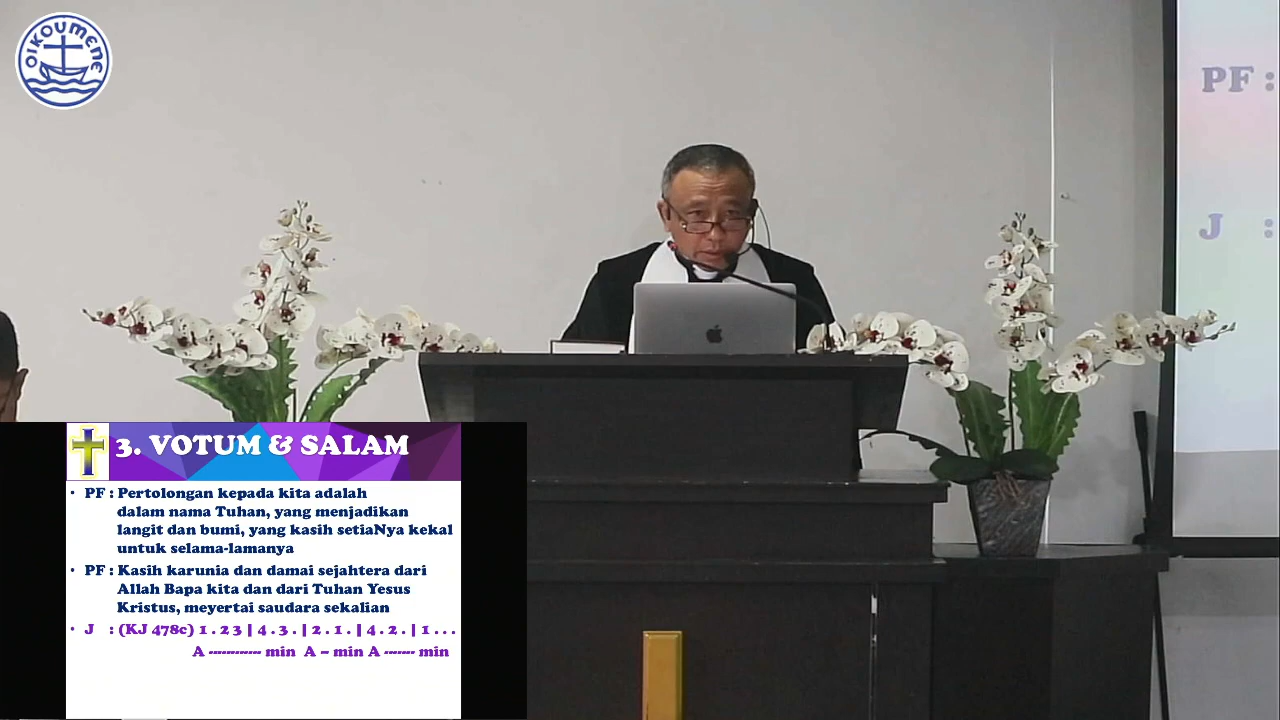 OIKOUMENE
PF :
J :
3. VOTUM & SALAM
• PF : Pertolongan kepada kita adalah
dalam nama Tuhan, yang menjadikan
langit dan bumi, yang kasih setiaNya kekal
untuk selama-lamanya
• PF : Kasih karunia dan damai sejahtera dari
Allah Bapa kita dan dari Tuhan Yesus
Kristus, meyertai saudara sekalian
• J : (KJ 478c) 1 . 2 3 | 4 . 3 . | 2 . 1 . | 4 . 2 . | 1 . . .
A ------------ min A – min A ------- min